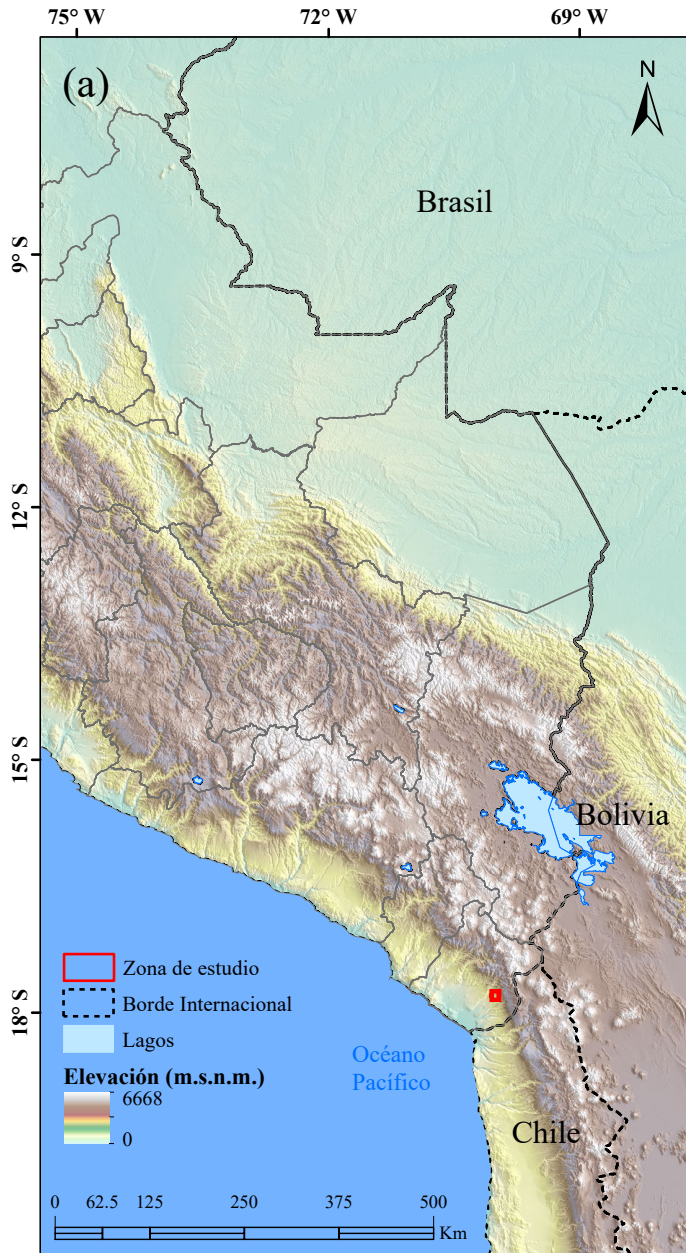 75° W
72° W
69° W
(a)
N
Brasil
9° S
12° S
15° S
Bolivia
Zona de estudio
Borde Internacional
18° S
Lagos
Océano
Pacífico
Elevación (m.s.n.m.)
6668
0
Chile
0 62.5 125 250 375 500
Km